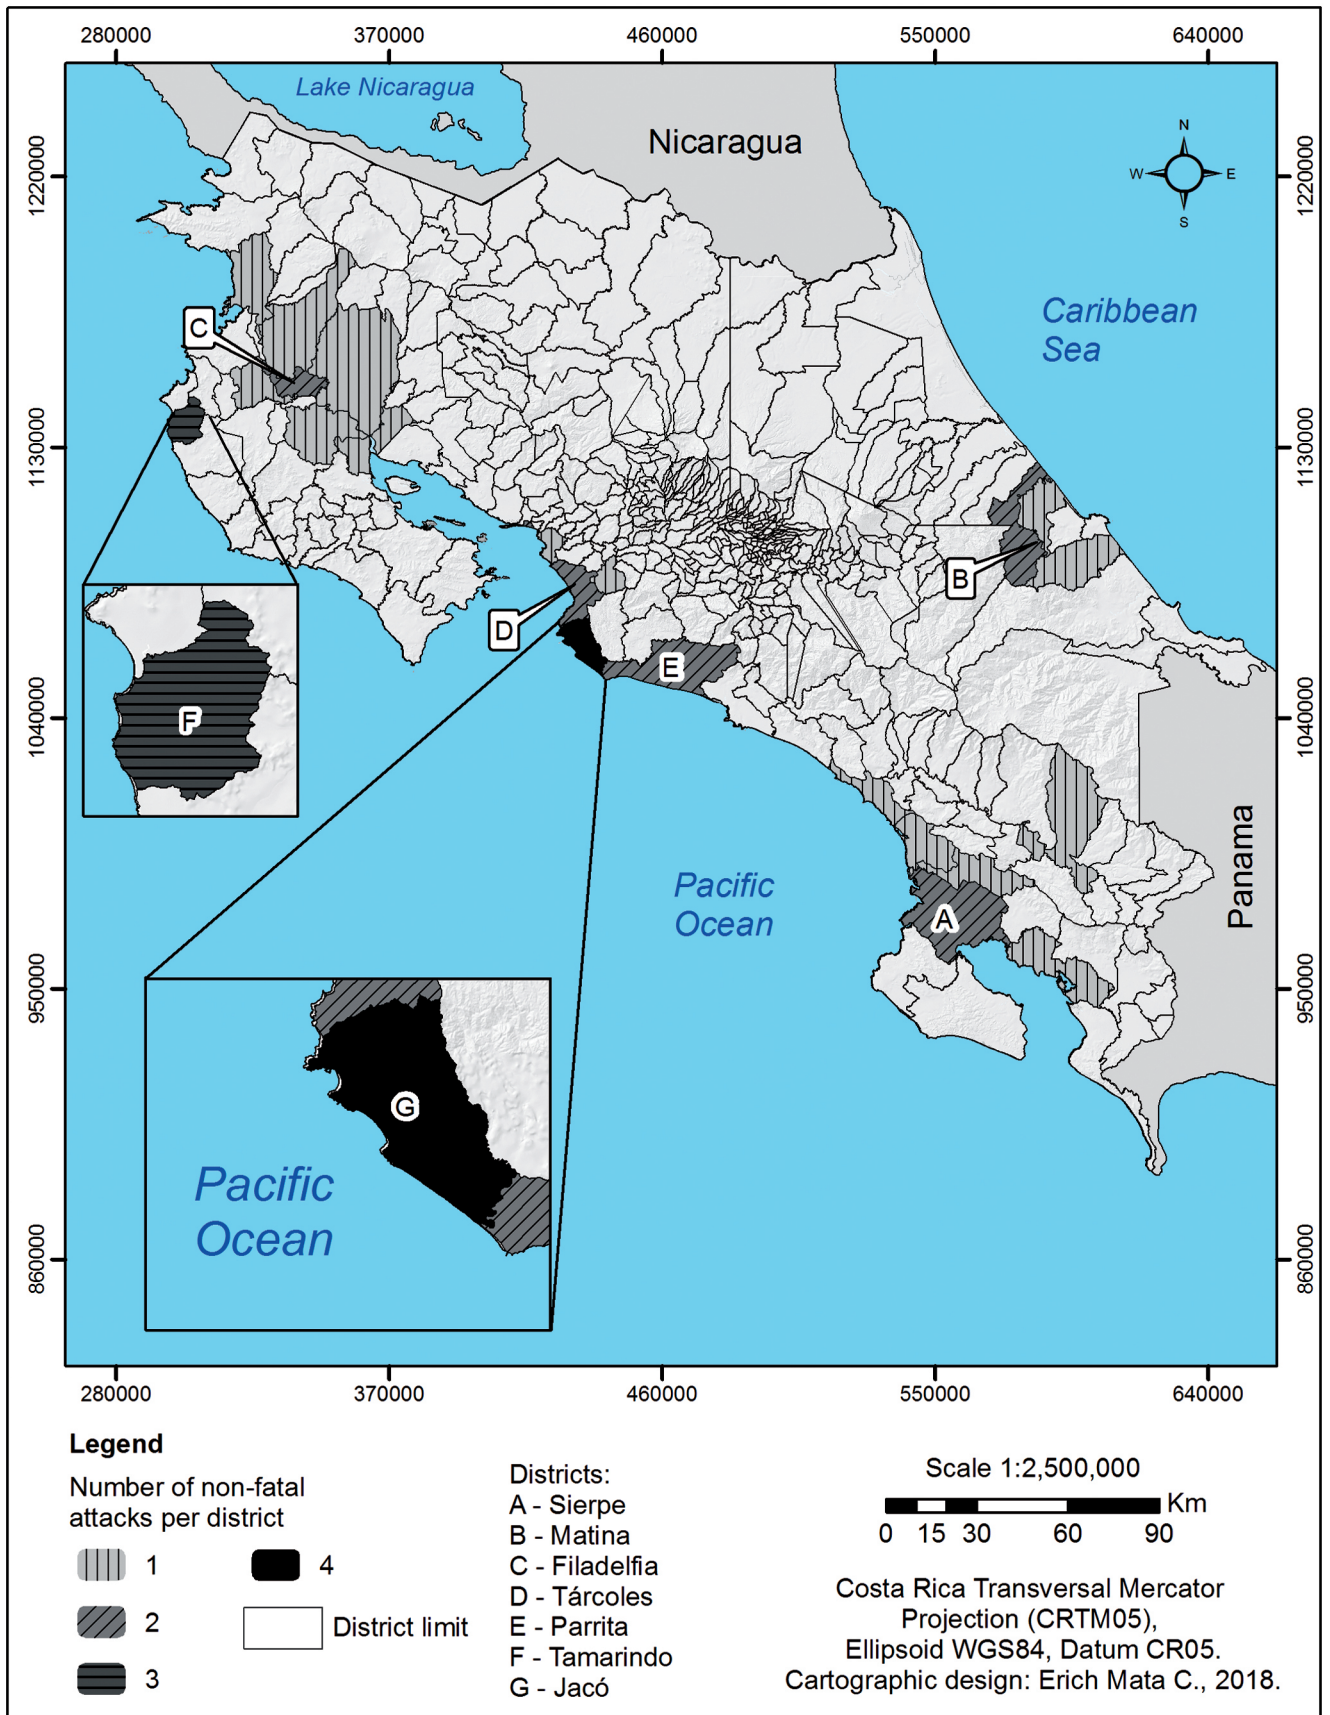 280000 370000 460000 550000 640000
Lake Nicaragua
Nicaragua
N
W E
S
1220000 1220000
Caribbean
Sea
C
1130000 1130000
B
D
E
F
1040000 1040000
Panama
Pacific
Ocean
A
950000 950000
G
Pacific
Ocean
860000 860000
280000 370000 460000 550000 640000
Legend
Number of non-fatal
attacks per district
1
2
3
4
District limit
Districts:
A - Sierpe
B - Matina
C - Filadelfia
D - Tárcoles
E - Parrita
F - Tamarindo
G - Jacó
Scale 1:2,500,000
Km
0 15 30 60 90
Costa Rica Transversal Mercator
Projection (CRTM05),
Ellipsoid WGS84, Datum CR05.
Cartographic design: Erich Mata C., 2018.